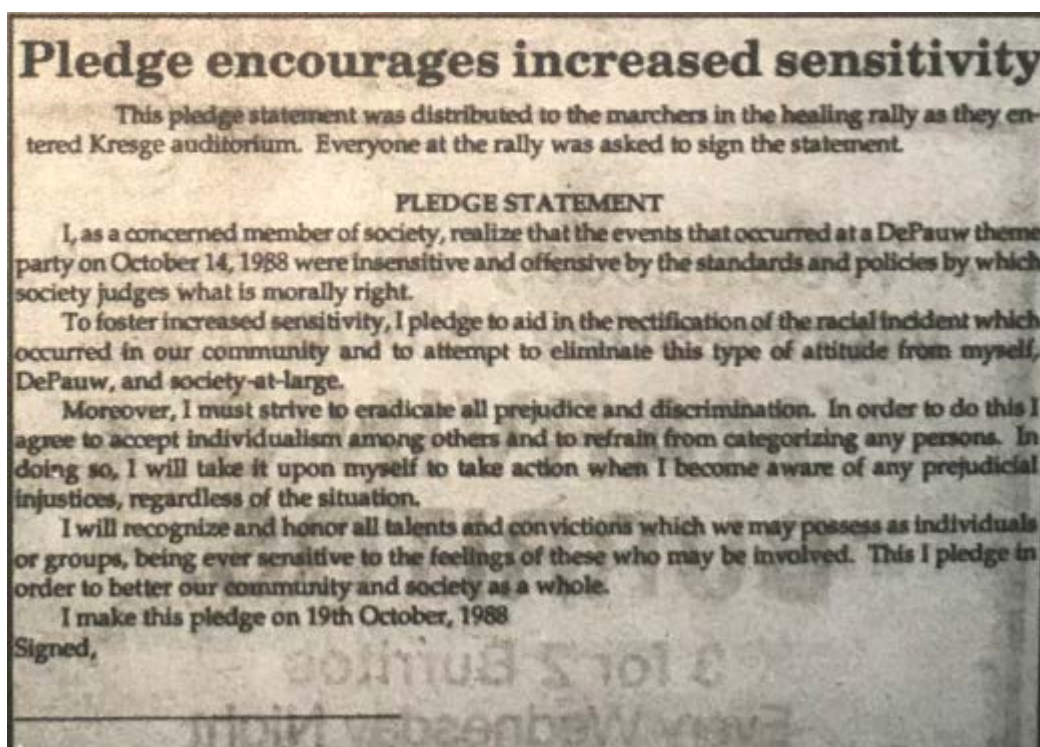 Pledge encourages increased sensitivity
This pledge statement was distributed to the marchers in the healing rally as they en-
tered Kresge auditorium. Everyone at the rally was asked to sign the statement.
PLEDGE STATEMENT
I, as a concerned member of society, realize that the events that occurred at a DePauw theme
party on October 14, 1988 were insensitive and offensive by the standards and policies by which
society judges what is morally right.
To foster increased sensitivity, I pledge to aid in the rectification of the racial incident which
occurred in our community and to attempt to eliminate this type of attitude from myself,
DePauw, and society-at-large.
Moreover, I must strive to eradicate all prejudice and discrimination. In order to do this I
agree to accept individualism among others and to refrain from categorizing any persons. In
doing so, I will take it upon myself to take action when I become aware of any prejudicial
injustices, regardless of the situation.
I will recognize and honor all talents and convictions which we may possess as individuals
or groups, being ever sensitive to the feelings of these who may be involved. This I pledge in
order to better our community and society as a whole.
I make this pledge on 19th October, 1988
Signed,
3 for 2 Burritos
Every Wednesday Night